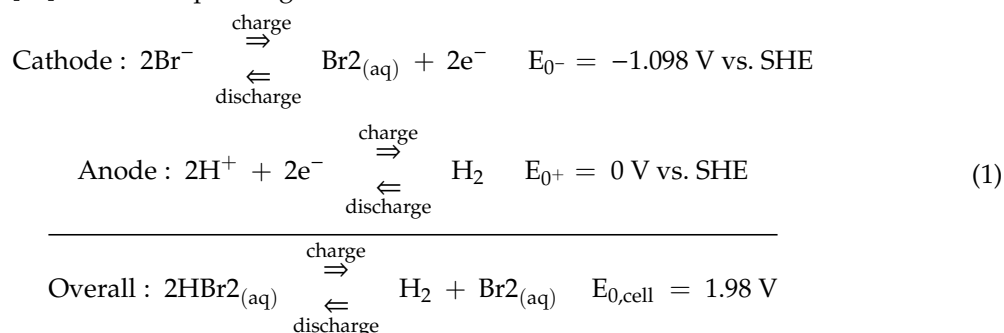 charge
Cathode : 2Br⁻ ⇒ Br2₍aq₎ + 2e⁻ E₀₋ = −1.098 V vs. SHE
⇐
discharge
charge
Anode : 2H⁺ + 2e⁻ ⇒ H₂ E₀₊ = 0 V vs. SHE (1)
⇐
discharge
charge
Overall : 2HBr2₍aq₎ ⇒ H₂ + Br2₍aq₎ E₀,cell = 1.98 V
⇐
discharge